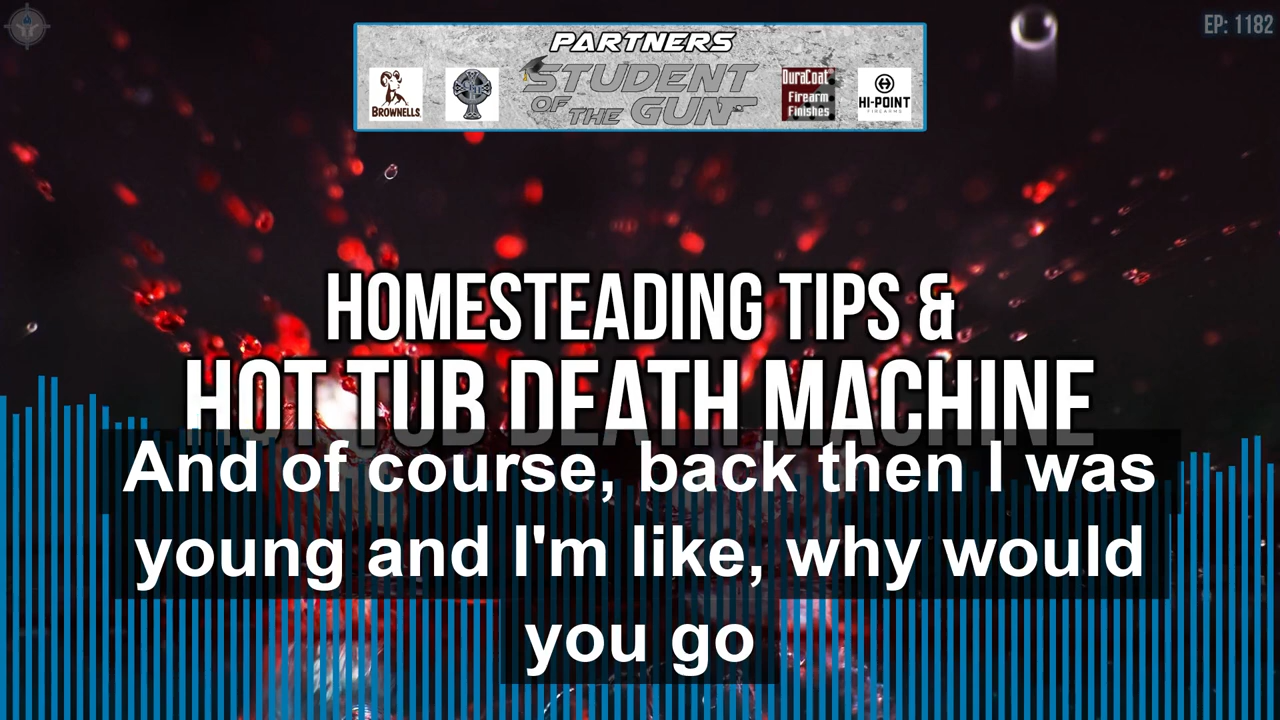 EP: 1182
PARTNERS
STUDENT
OF THE GUN
BROWNELLS
DuraCoat
Firearm
Finishes
HI-POINT
FIREARMS
HOMESTEADING TIPS &
HOT TUB DEATH MACHINE
And of course, back then I was
young and I'm like, why would
you go